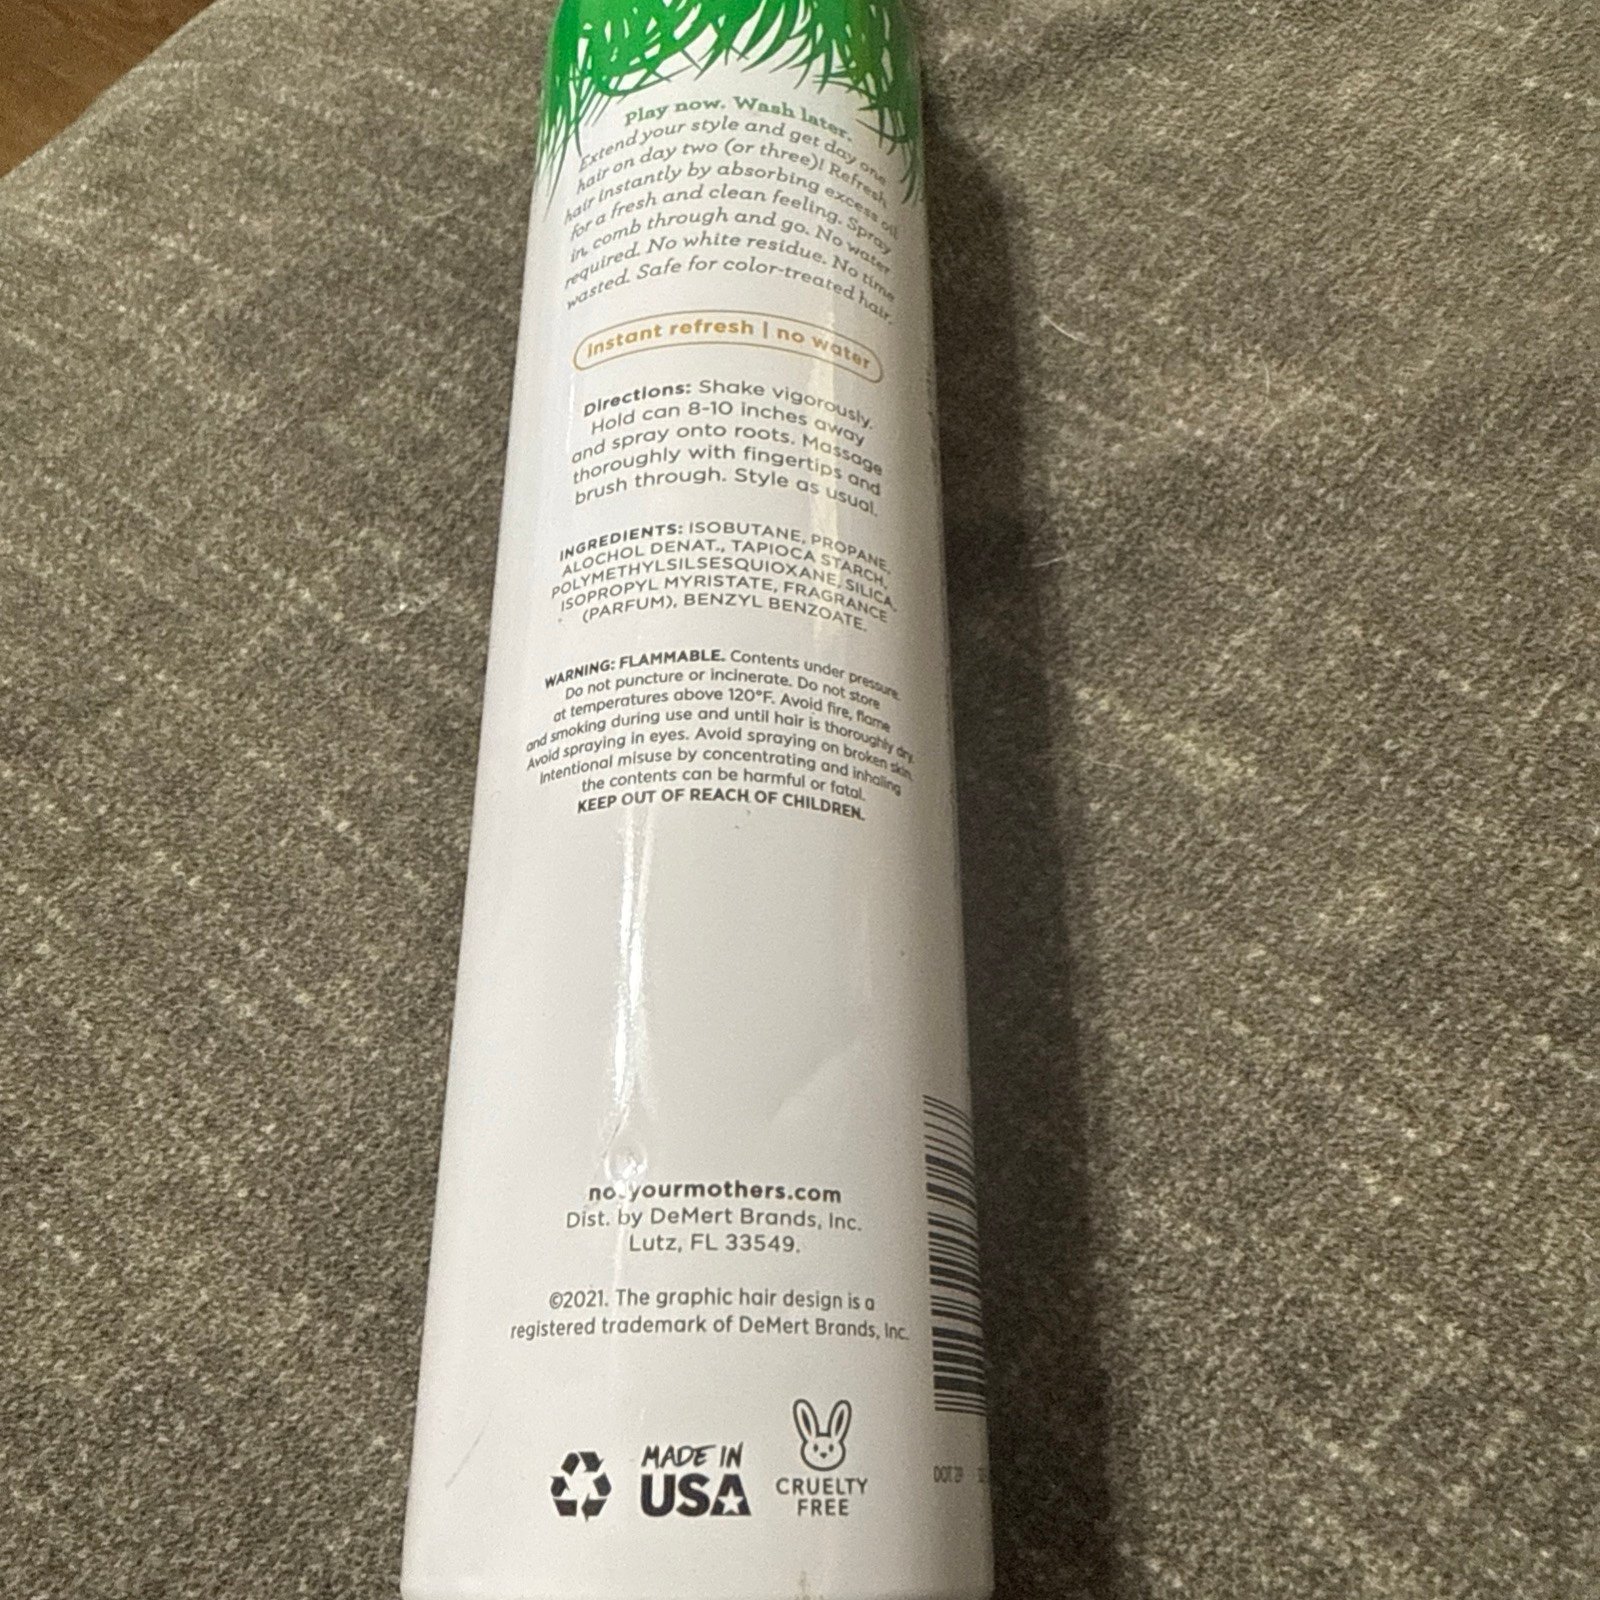 Play now. Wash later.
Extend your style and get day one
hair on day two (or three)! Refresh
hair instantly by absorbing excess oil
for a fresh and clean feeling. Spray
in, comb through and go. No water
required. No white residue. No time
wasted. Safe for color-treated hair.
instant refresh | no water
Directions: Shake vigorously.
Hold can 8-10 inches away
and spray onto roots. Massage
thoroughly with fingertips and
brush through. Style as usual.
INGREDIENTS: ISOBUTANE, PROPANE,
ALOCHOL DENAT., TAPIOCA STARCH,
POLYMETHYLSILSESQUIOXANE, SILICA,
ISOPROPYL MYRISTATE, FRAGRANCE
(PARFUM), BENZYL BENZOATE.
WARNING: FLAMMABLE. Contents under pressure.
Do not puncture or incinerate. Do not store
at temperatures above 120°F. Avoid fire, flame
and smoking during use and until hair is thoroughly dry.
Avoid spraying in eyes. Avoid spraying on broken skin.
Intentional misuse by concentrating and inhaling
the contents can be harmful or fatal.
KEEP OUT OF REACH OF CHILDREN.
notyourmothers.com
Dist. by DeMert Brands, Inc.
Lutz, FL 33549.
©2021. The graphic hair design is a
registered trademark of DeMert Brands, Inc.
MADE IN
USA
CRUELTY
FREE